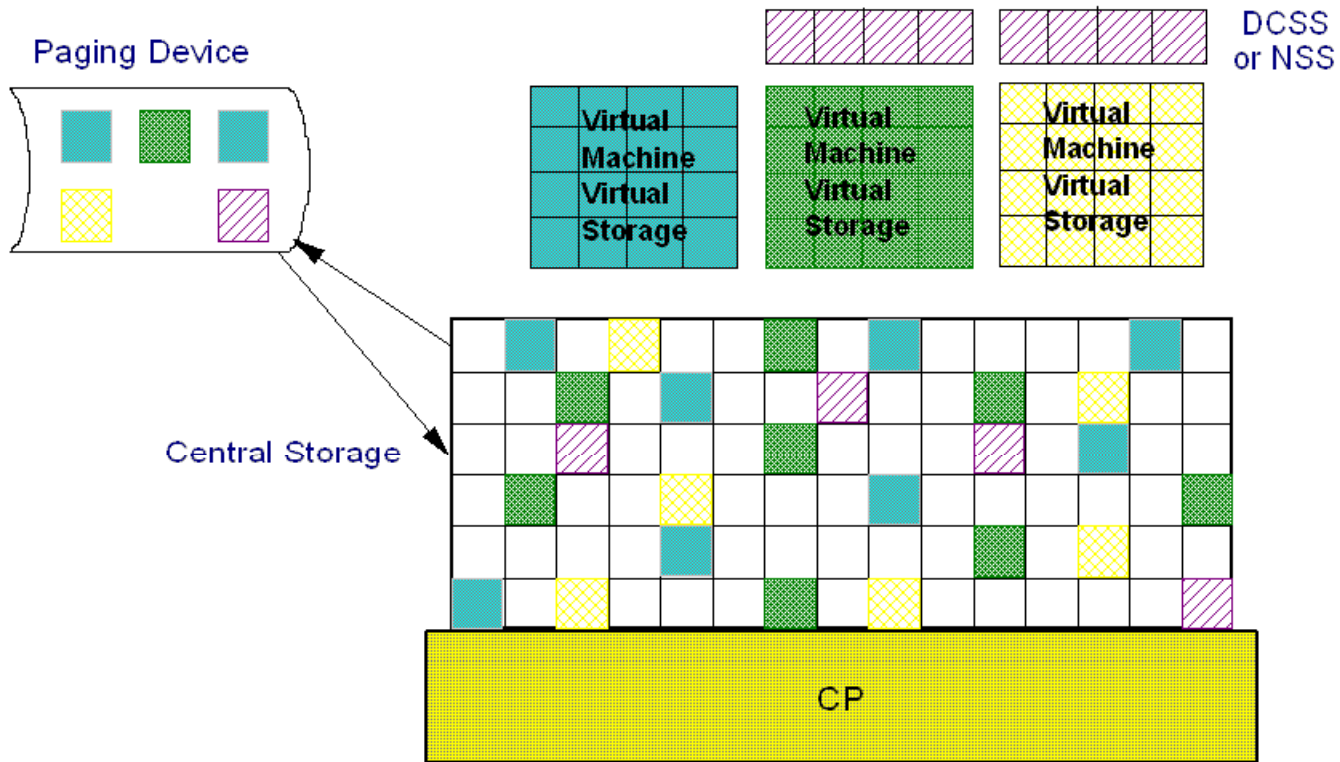 Paging Device
DCSS
or NSS
Virtual
Machine
Virtual
Storage
Virtual
Machine
Virtual
Storage
Virtual
Machine
Virtual
Storage
Central Storage
CP